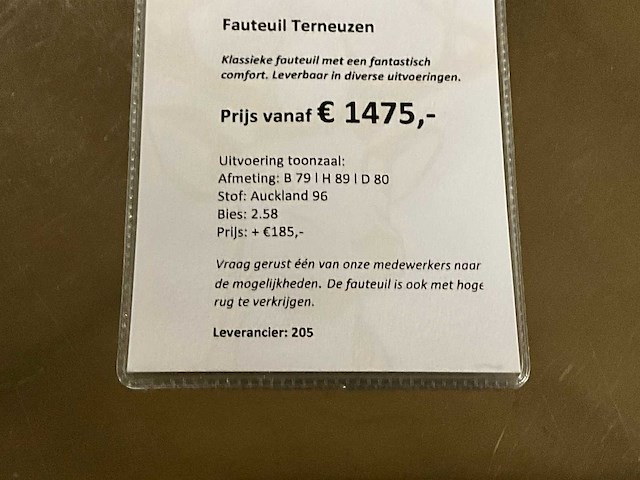 Fauteuil Terneuzen
Klassieke fauteuil met een fantastisch
comfort. Leverbaar in diverse uitvoeringen.
Prijs vanaf € 1475,-
Uitvoering toonzaal:
Afmeting: B 79 l H 89 l D 80
Stof: Auckland 96
Bies: 2.58
Prijs: + €185,-
Vraag gerust één van onze medewerkers naar
de mogelijkheden. De fauteuil is ook met hoge
rug te verkrijgen.
Leverancier: 205